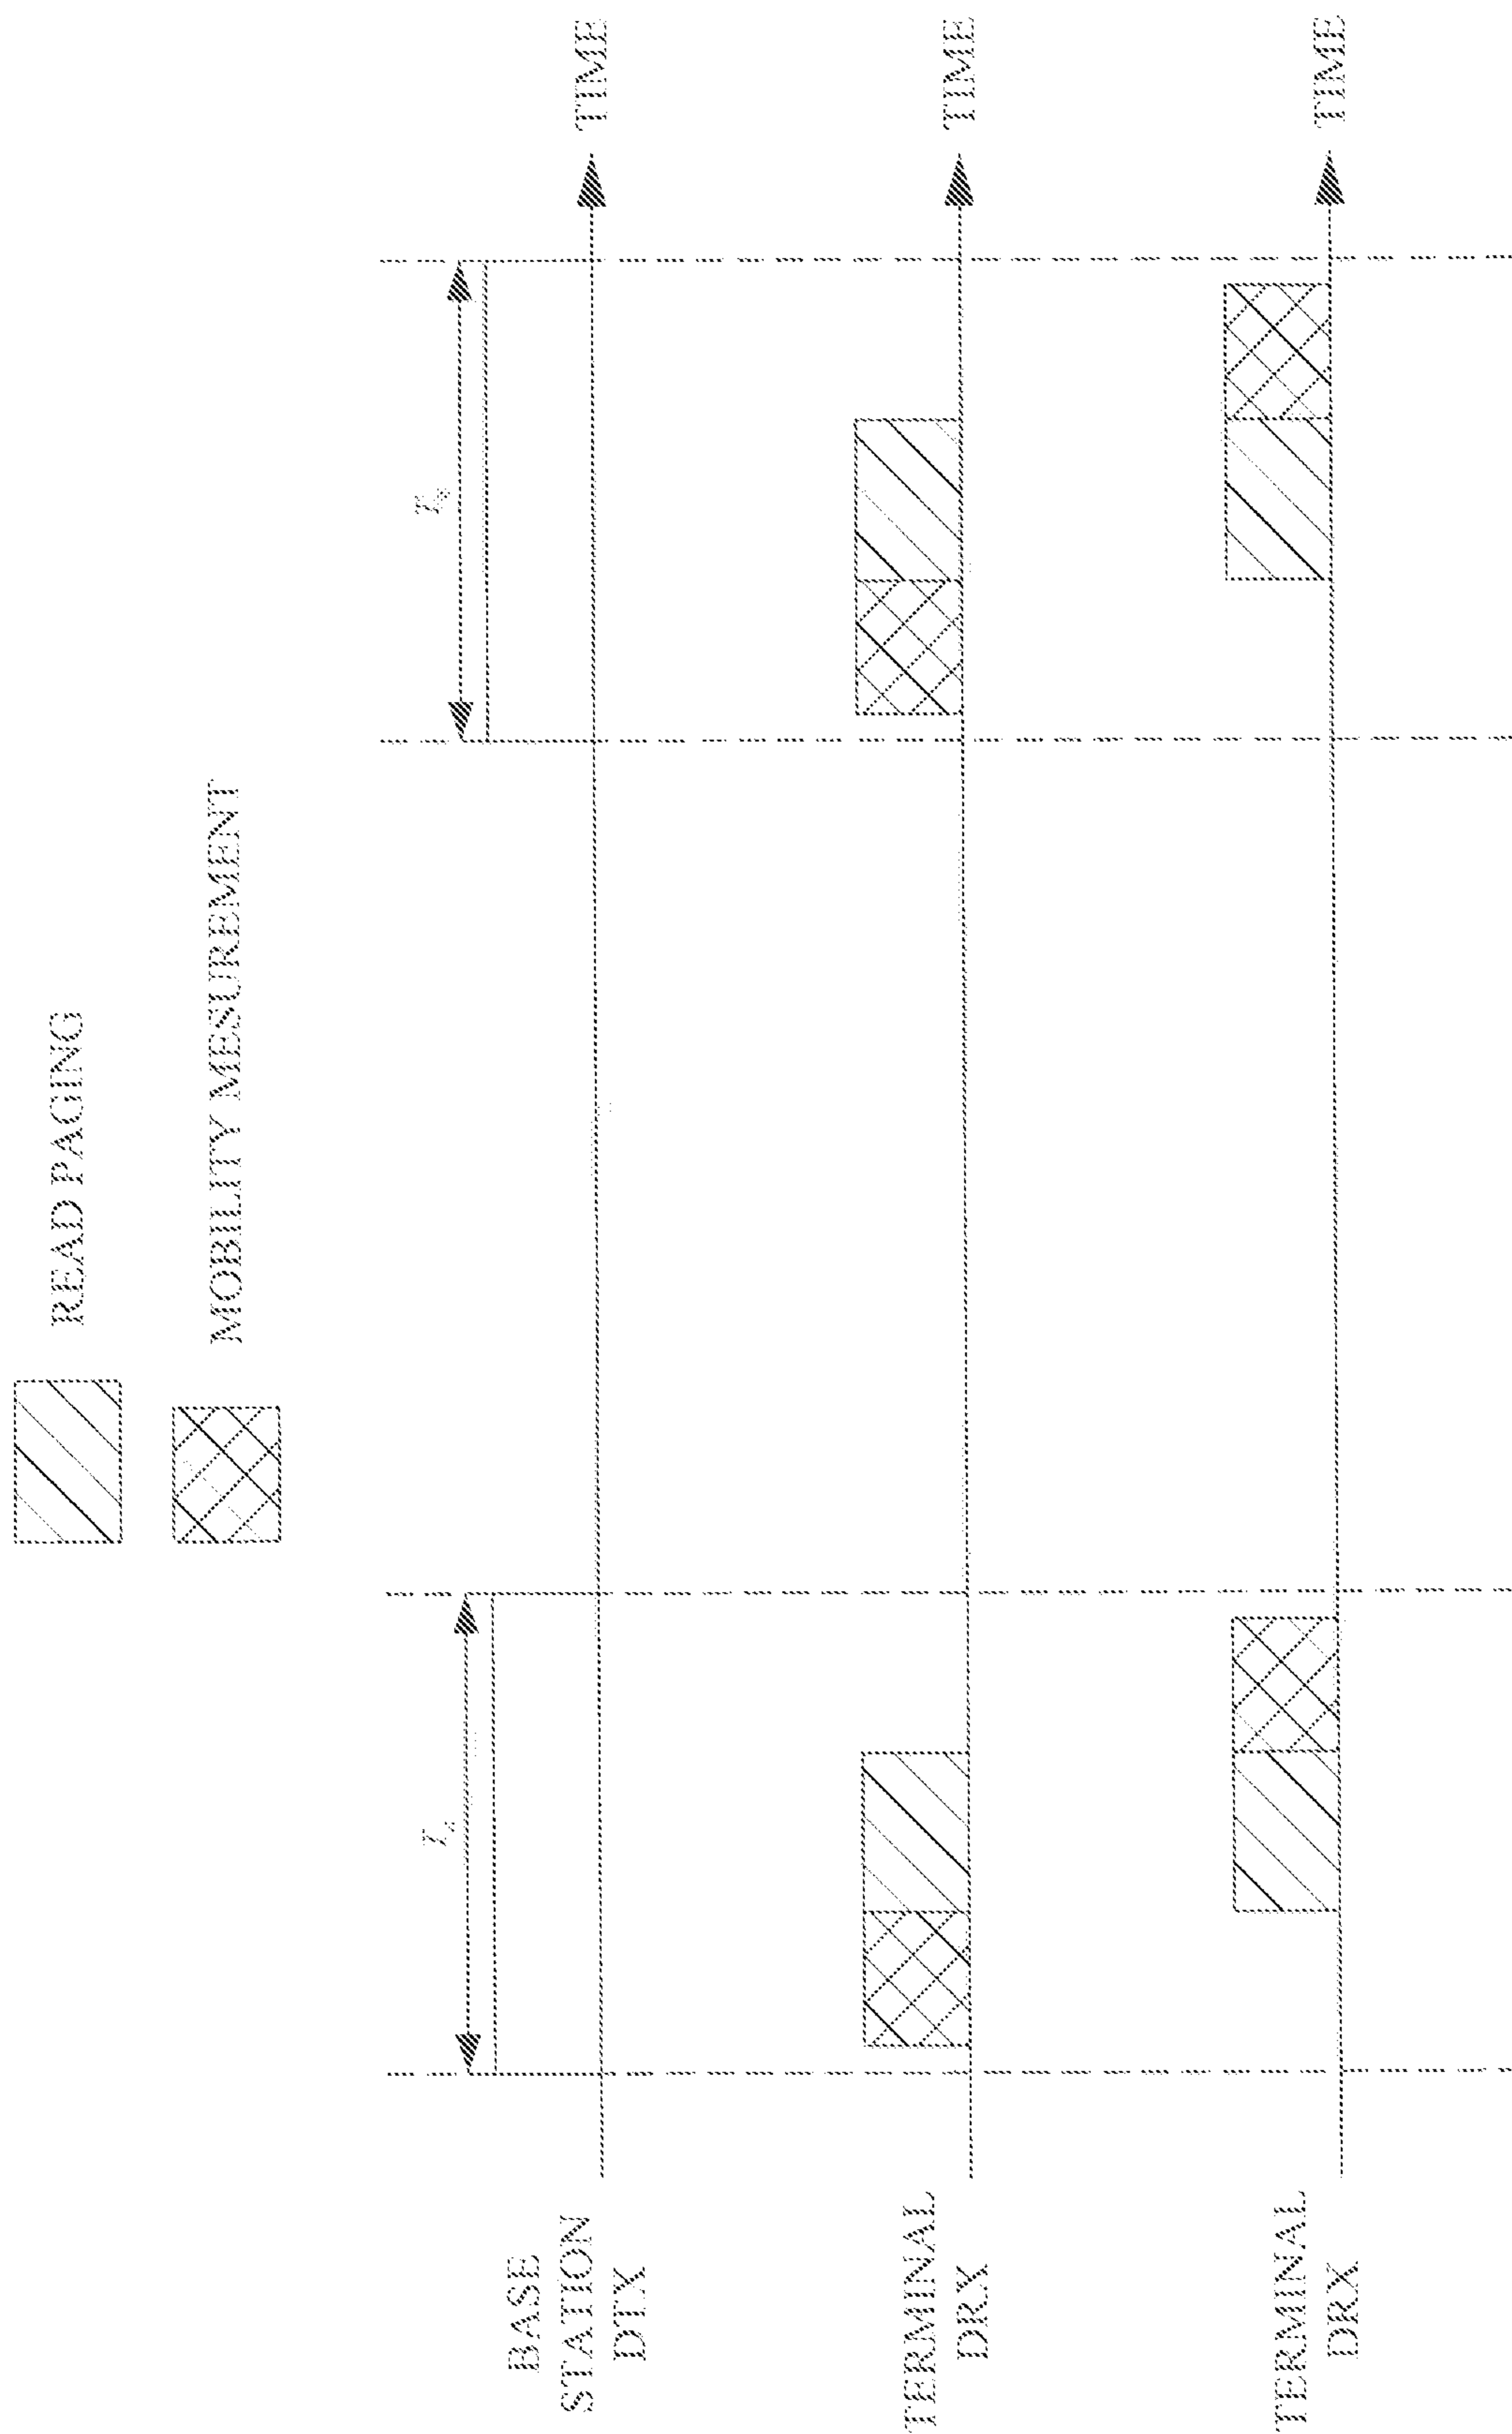 READ PAGING
MOBILITY MESUREMENT
BASE
STATION
DTX
TIME
TERMINAL
DRX
TIME
TERMINAL
DRX
TIME